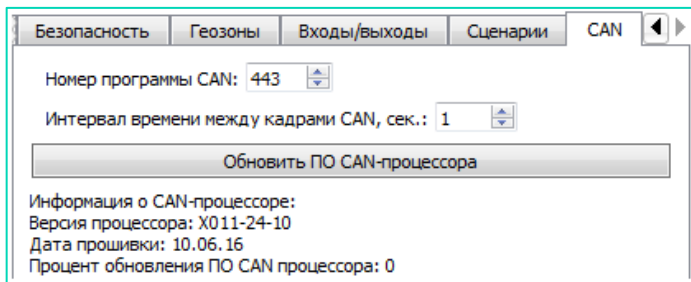 Безопасность Геозоны Входы/выходы Сценарии CAN
Номер программы CAN: 443
Интервал времени между кадрами CAN, сек.: 1
Обновить ПО CAN-процессора
Информация о CAN-процессоре:
Версия процессора: X011-24-10
Дата прошивки: 10.06.16
Процент обновления ПО CAN процессора: 0